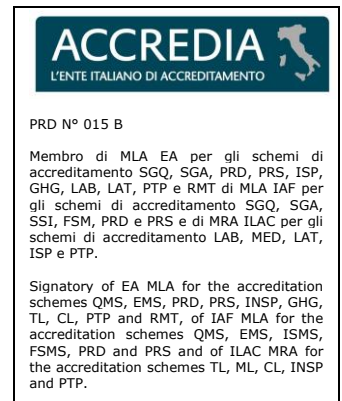 ACCREDIA
L'ENTE ITALIANO DI ACCREDITAMENTO
PRD N° 015 B
Membro di MLA EA per gli schemi di
accreditamento SGQ, SGA, PRD, PRS, ISP,
GHG, LAB, LAT, PTP e RMT di MLA IAF per
gli schemi di accreditamento SGQ, SGA,
SSI, FSM, PRD e PRS e di MRA ILAC per gli
schemi di accreditamento LAB, MED, LAT,
ISP e PTP.
Signatory of EA MLA for the accreditation
schemes QMS, EMS, PRD, PRS, INSP, GHG,
TL, CL, PTP and RMT, of IAF MLA for the
accreditation schemes QMS, EMS, ISMS,
FSMS, PRD and PRS and of ILAC MRA for
the accreditation schemes TL, ML, CL, INSP
and PTP.